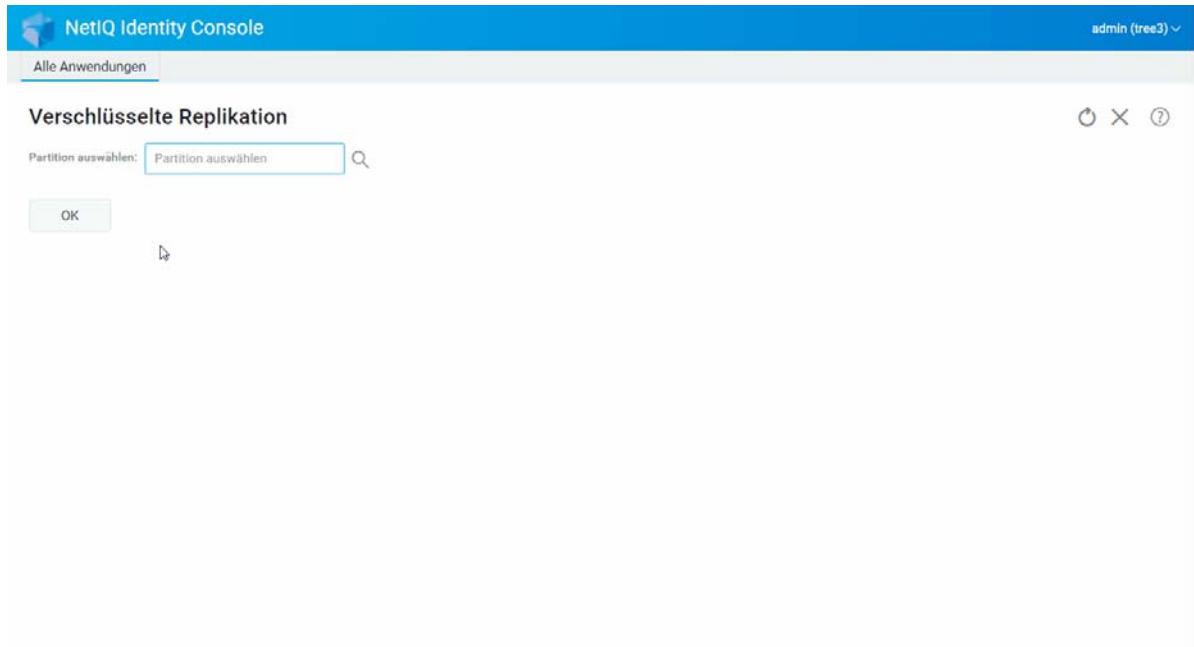 NetIQ Identity Console
admin (tree3)
Alle Anwendungen
Verschlüsselte Replikation
Partition auswählen: Partition auswählen
OK